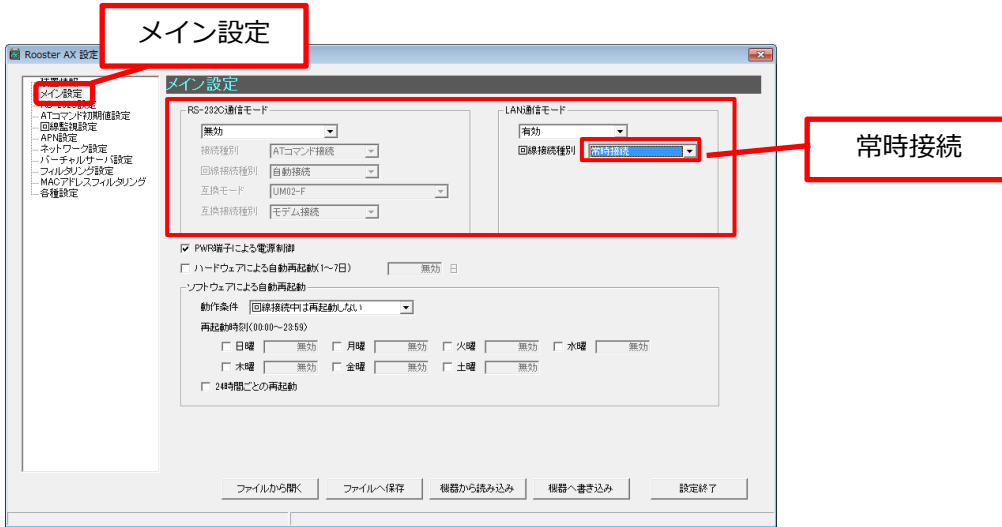 メイン設定
Rooster AX 設定
メイン設定
メイン設定
ATコマンド初期値設定
回線監視設定
APN設定
ネットワーク設定
バーチャルサーバ設定
フィルタリング設定
MACアドレスフィルタリング
各種設定
RS-232C通信モード
無効
接続種別 ATコマンド接続
回線接続種別 自動接続
互換モード UM02-F
互換接続種別 モデム接続
LAN通信モード
有効
回線接続種別 常時接続
常時接続
PWR端子による電源制御
ハードウェアによる自動再起動(1～7日) 無効 日
ソフトウェアによる自動再起動
動作条件 回線接続中は再起動しない
再起動時刻(00:00～23:59)
日曜 無効 月曜 無効 火曜 無効 水曜 無効
木曜 無効 金曜 無効 土曜 無効
24時間ごとの再起動
ファイルから開く ファイルへ保存 機器から読み込み 機器へ書き込み 設定終了